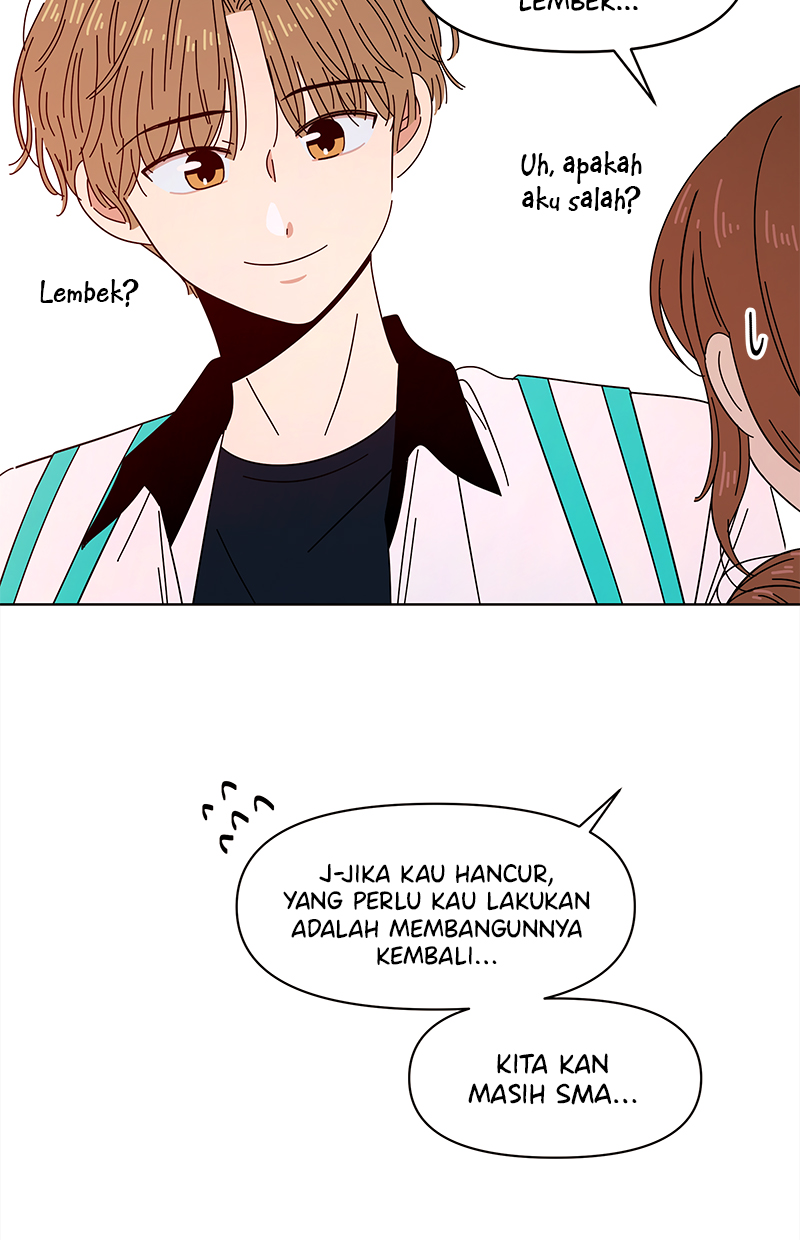 LEMBEK...
Uh, apakah
aku salah?
Lembek?
J-JIKA KAU HANCUR,
YANG PERLU KAU LAKUKAN
ADALAH MEMBANGUNNYA
KEMBALI...
KITA KAN
MASIH SMA...